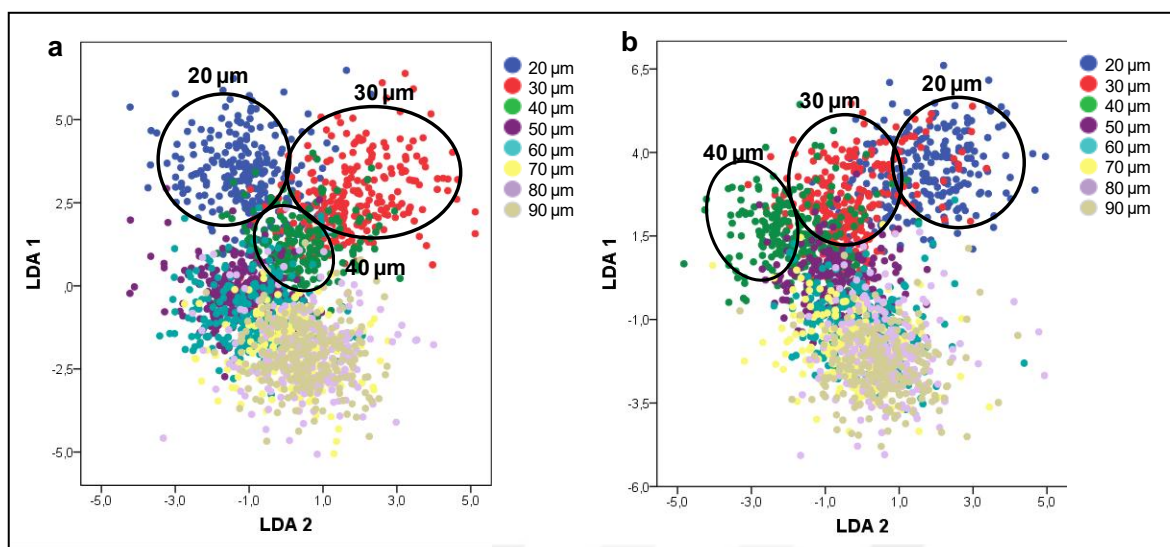 a
20 µm
30 µm
40 µm
5,0
2,5
,0
-2,5
-5,0
-5,0
-3,0
-1,0
1,0
3,0
5,0
LDA 1
LDA 2
20 µm
30 µm
40 µm
50 µm
60 µm
70 µm
80 µm
90 µm
b
20 µm
30 µm
40 µm
6,5
4,0
1,5
-1,0
-3,5
-6,0
-5,0
-3,0
-1,0
1,0
3,0
5,0
LDA 1
LDA 2
20 µm
30 µm
40 µm
50 µm
60 µm
70 µm
80 µm
90 µm